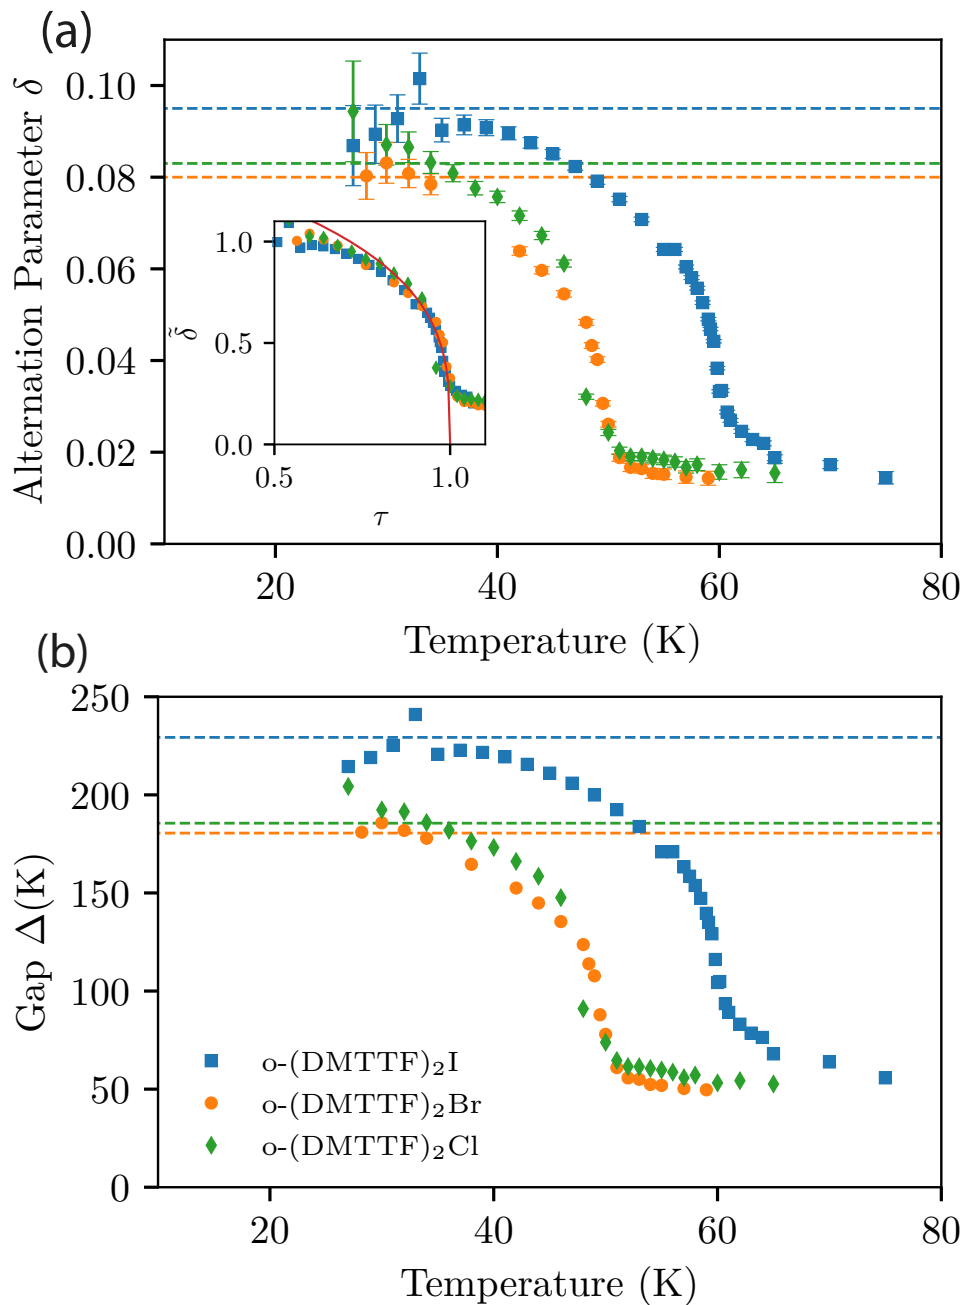 (a)
Alternation Parameter δ
0.10
0.08
0.06
0.04
0.02
0.00
1.0
0.5
0.0
δ̃
0.5
1.0
τ
20
40
60
80
Temperature (K)
(b)
Gap Δ(K)
250
200
150
100
50
0
o-(DMTTF)₂I
o-(DMTTF)₂Br
o-(DMTTF)₂Cl
20
40
60
80
Temperature (K)